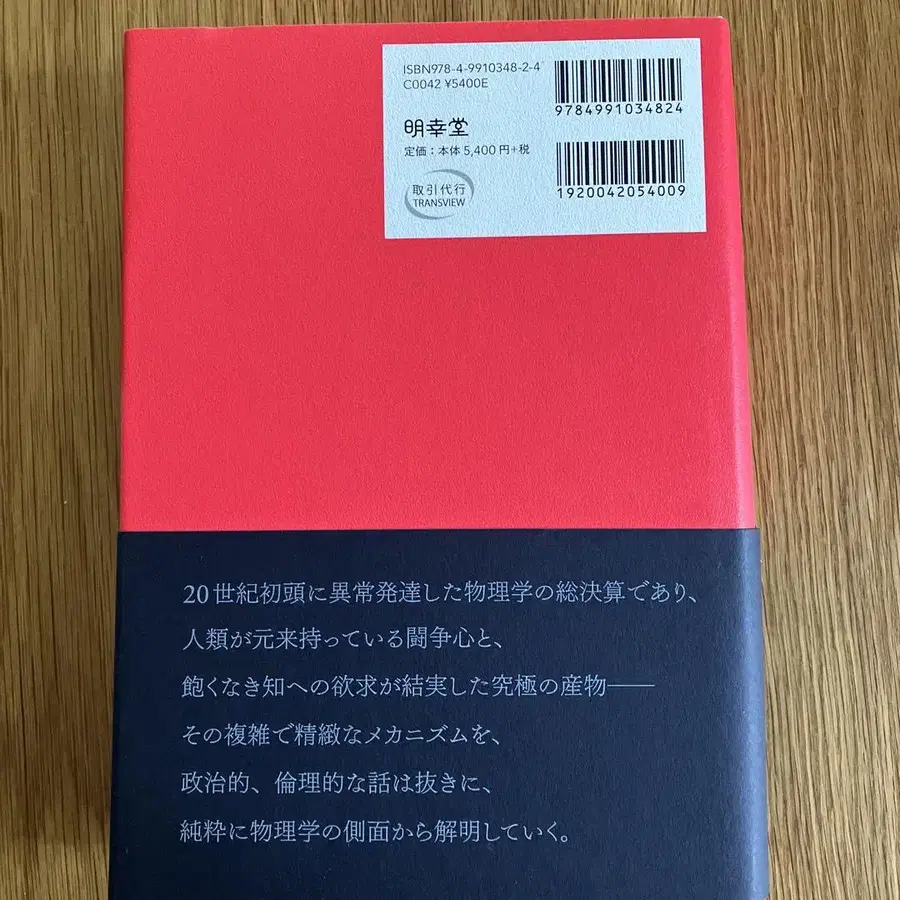 ISBN978-4-9910348-2-4
C0042 ¥5400E
9784991034824
明幸堂
定価：本体5,400円+税
1920042054009
取引代行
TRANSVIEW
20世紀初頭に異常発達した物理学の総決算であり、
人類が元来持っている闘争心と、
飽くなき知への欲求が結実した究極の産物——
その複雑で精緻なメカニズムを、
政治的、倫理的な話は抜きに、
純粋に物理学の側面から解明していく。